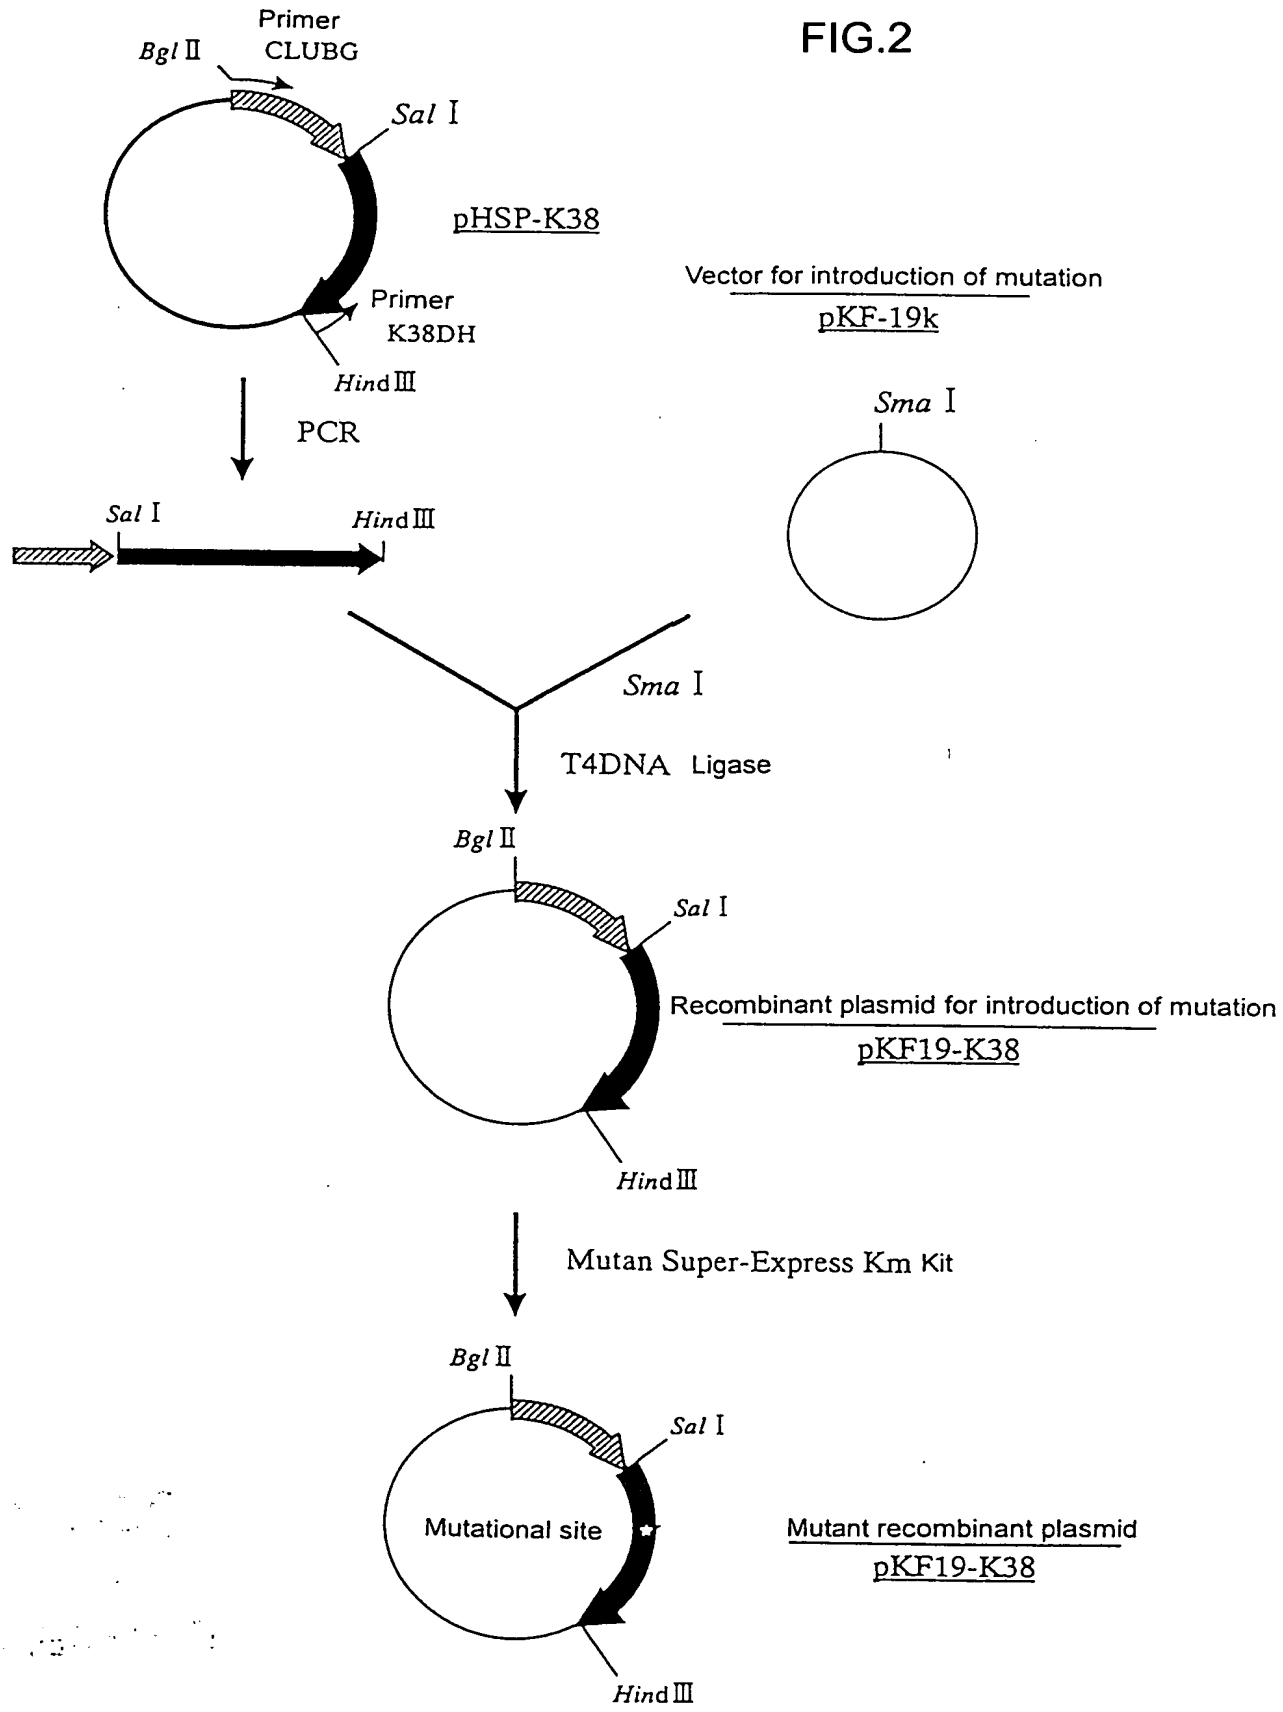 FIG.2
Primer
CLUBG
Bgl II
Sal I
pHSP-K38
Primer
K38DH
Hind III
Vector for introduction of mutation
pKF-19k
Sma I
PCR
Sal I
Hind III
Sma I
T4DNA Ligase
Bgl II
Sal I
Recombinant plasmid for introduction of mutation
pKF19-K38
Hind III
Mutan Super-Express Km Kit
Bgl II
Sal I
Mutational site
Mutant recombinant plasmid
pKF19-K38
Hind III